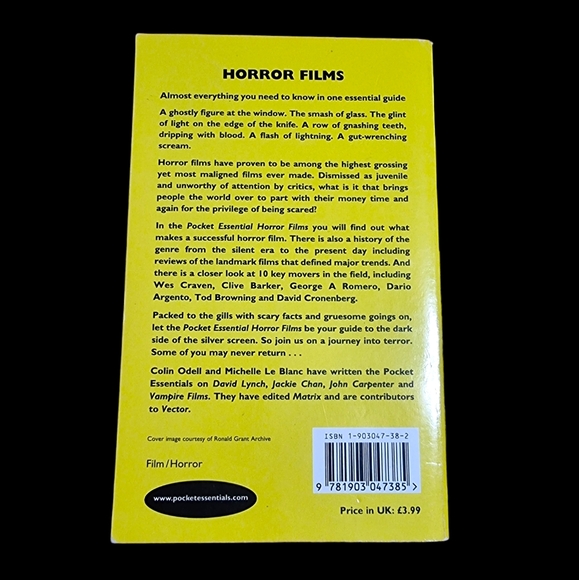 HORROR FILMS
Almost everything you need to know in one essential guide
A ghostly figure at the window. The smash of glass. The glint
of light on the edge of the knife. A row of gnashing teeth,
dripping with blood. A flash of lightning. A gut-wrenching
scream.
Horror films have proven to be among the highest grossing
yet most maligned films ever made. Dismissed as juvenile
and unworthy of attention by critics, what is it that brings
people the world over to part with their money time and
again for the privilege of being scared?
In the Pocket Essential Horror Films you will find out what
makes a successful horror film. There is also a history of the
genre from the silent era to the present day including
reviews of the landmark films that defined major trends. And
there is a closer look at 10 key movers in the field, including
Wes Craven, Clive Barker, George A Romero, Dario
Argento, Tod Browning and David Cronenberg.
Packed to the gills with scary facts and gruesome goings on,
let the Pocket Essential Horror Films be your guide to the dark
side of the silver screen. So join us on a journey into terror.
Some of you may never return . . .
Colin Odell and Michelle Le Blanc have written the Pocket
Essentials on David Lynch, Jackie Chan, John Carpenter and
Vampire Films. They have edited Matrix and are contributors
to Vector.
Cover image courtesy of Ronald Grant Archive
Film/Horror
www.pocketessentials.com
ISBN 1-903047-38-2
9 781903 047385 >
Price in UK: £3.99